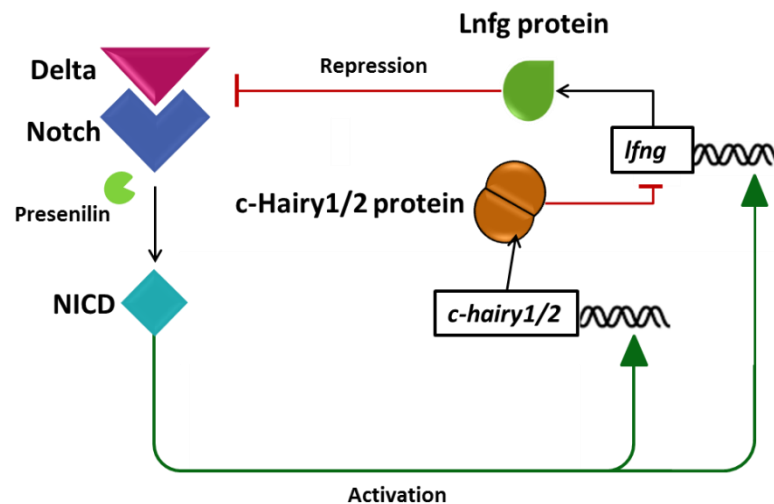 Lnfg protein
Delta
Repression
Notch
lfng
Presenilin
c-Hairy1/2 protein
NICD
c-hairy1/2
Activation